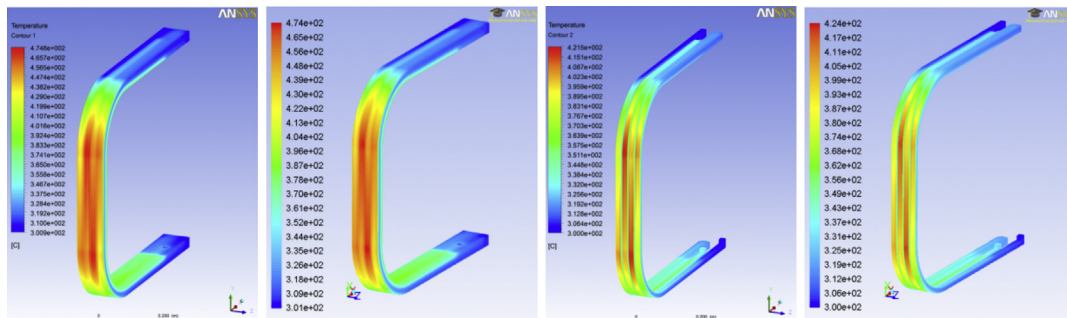 ANSYS
Temperature
Contour 1
4.748e+002
4.657e+002
4.565e+002
4.474e+002
4.382e+002
4.290e+002
4.199e+002
4.107e+002
4.016e+002
3.924e+002
3.833e+002
3.741e+002
3.650e+002
3.558e+002
3.467e+002
3.375e+002
3.284e+002
3.192e+002
3.100e+002
3.009e+002
[C]
0
0.200 (m)
Y
Z
ANSYS
4.74e+02
4.65e+02
4.56e+02
4.48e+02
4.39e+02
4.30e+02
4.22e+02
4.13e+02
4.04e+02
3.96e+02
3.87e+02
3.78e+02
3.70e+02
3.61e+02
3.52e+02
3.44e+02
3.35e+02
3.26e+02
3.18e+02
3.09e+02
3.01e+02
Z
ANSYS
Temperature
Contour 2
4.215e+002
4.151e+002
4.087e+002
4.023e+002
3.959e+002
3.895e+002
3.831e+002
3.767e+002
3.703e+002
3.639e+002
3.575e+002
3.511e+002
3.448e+002
3.384e+002
3.320e+002
3.256e+002
3.192e+002
3.128e+002
3.064e+002
3.000e+002
[C]
0
0.200 (m)
Y
Z
ANSYS
4.24e+02
4.17e+02
4.11e+02
4.05e+02
3.99e+02
3.93e+02
3.87e+02
3.80e+02
3.74e+02
3.68e+02
3.62e+02
3.56e+02
3.49e+02
3.43e+02
3.37e+02
3.31e+02
3.25e+02
3.19e+02
3.12e+02
3.06e+02
3.00e+02
Z